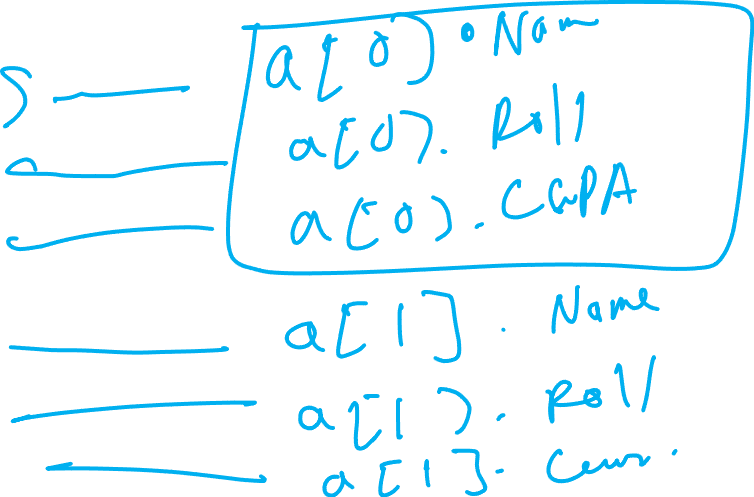 a[0].Nam
a[0]. Roll
a[0]. CGPA
a[1]. Name
a[1]. Roll
a[1].